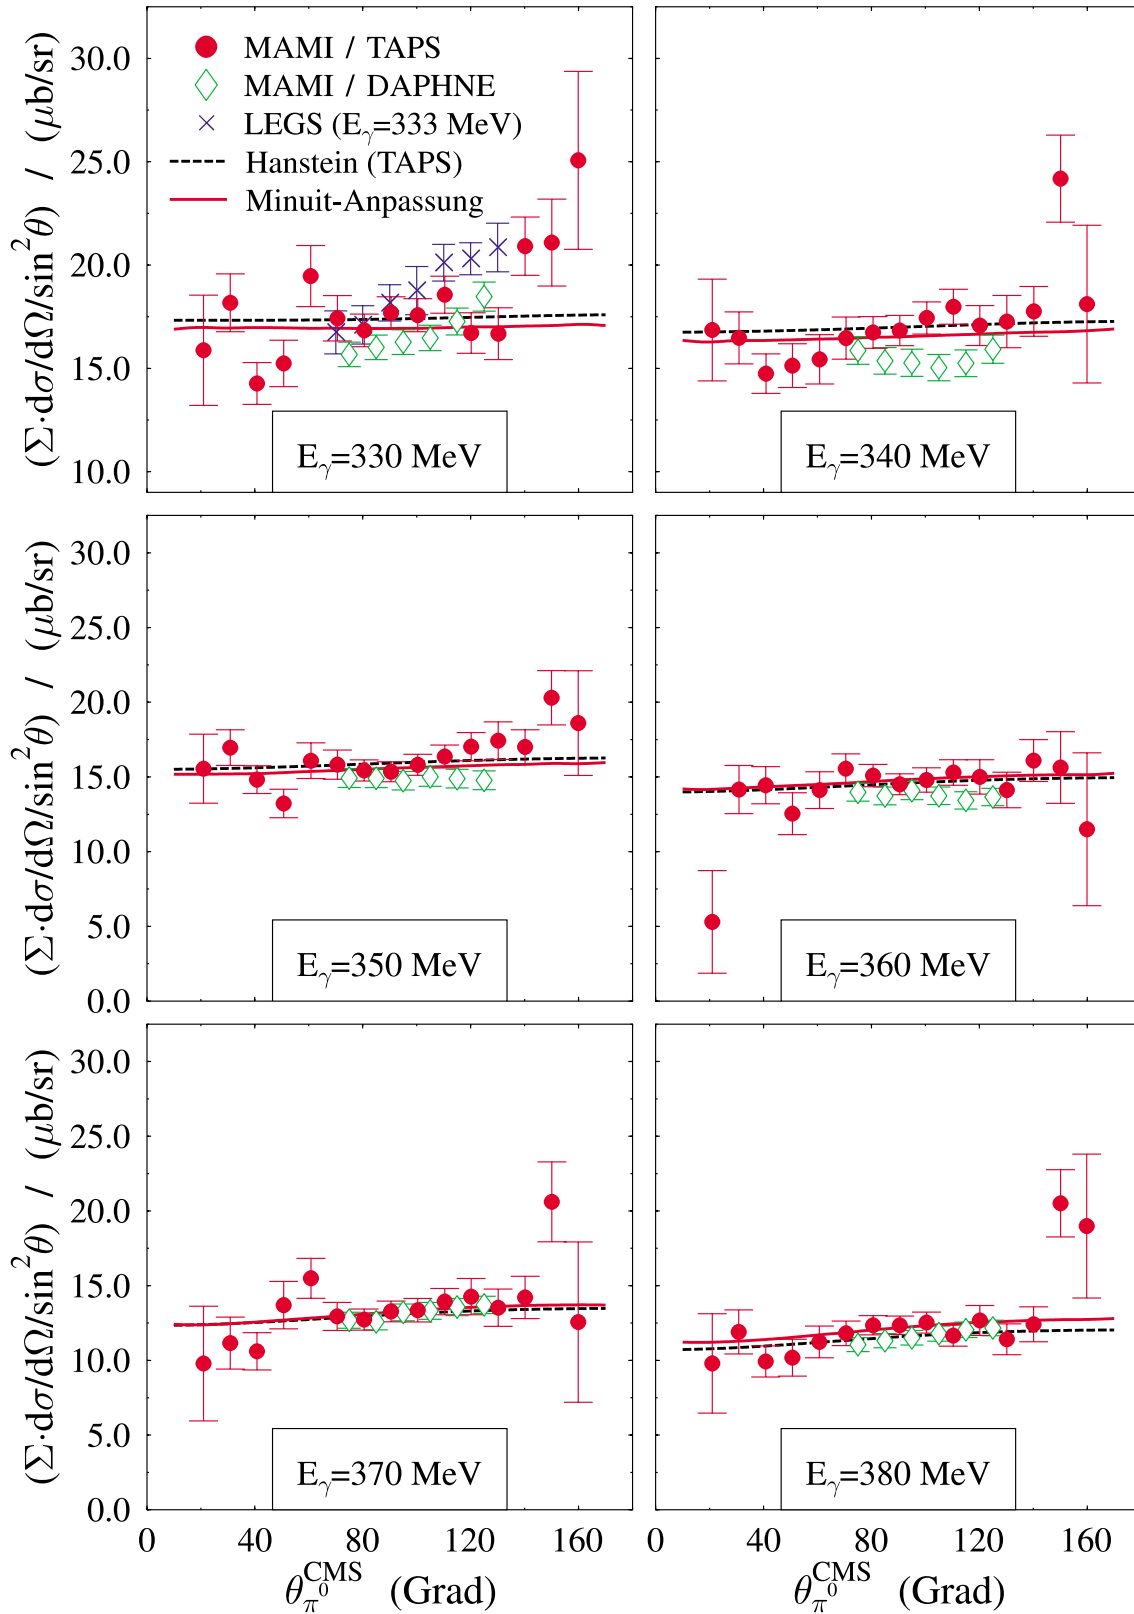 (Σ·dσ/dΩ/sin²θ) / (μb/sr)
30.0
25.0
20.0
15.0
10.0
MAMI / TAPS
MAMI / DAPHNE
LEGS (Eγ=333 MeV)
Hanstein (TAPS)
Minuit-Anpassung
Eγ=330 MeV
Eγ=340 MeV
(Σ·dσ/dΩ/sin²θ) / (μb/sr)
30.0
25.0
20.0
15.0
10.0
5.0
0.0
Eγ=350 MeV
Eγ=360 MeV
(Σ·dσ/dΩ/sin²θ) / (μb/sr)
30.0
25.0
20.0
15.0
10.0
5.0
0.0
Eγ=370 MeV
Eγ=380 MeV
0 40 80 120 160
0 40 80 120 160
θπ⁰CMS (Grad)
θπ⁰CMS (Grad)